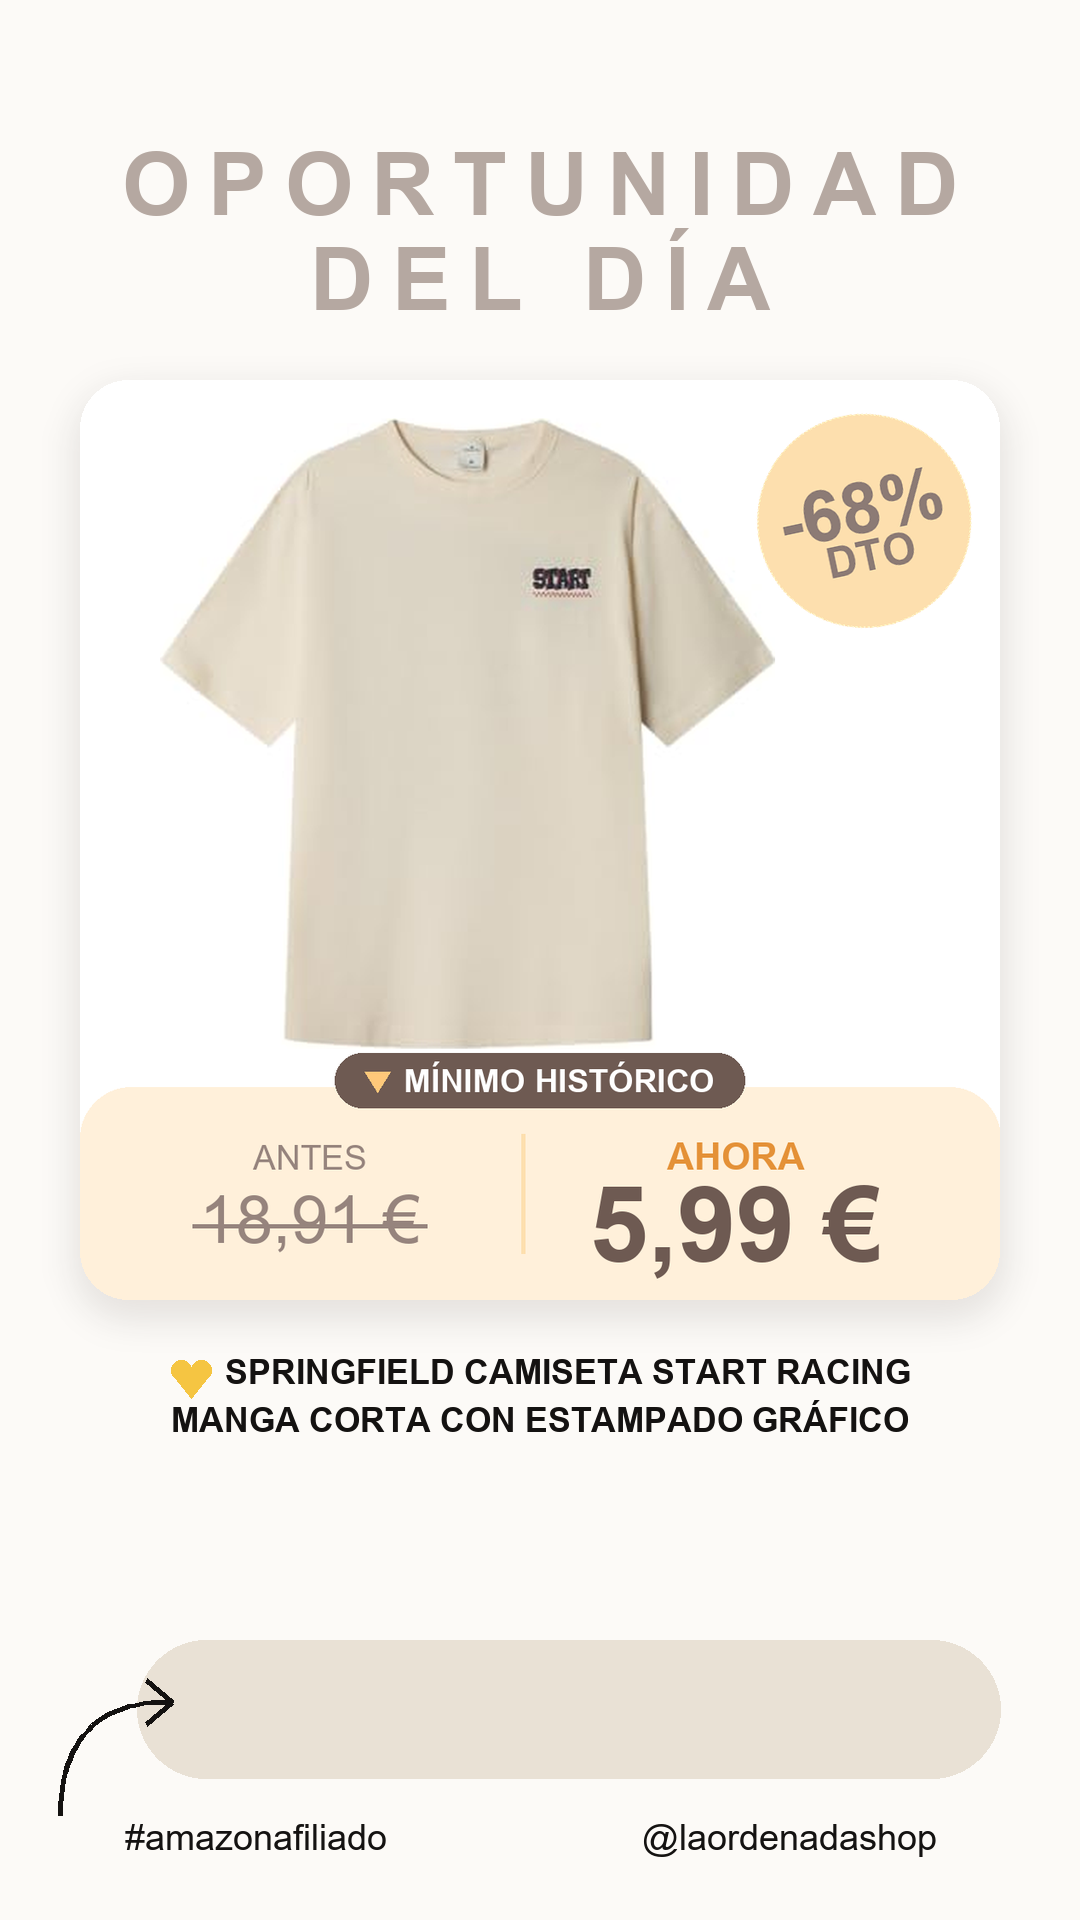 OPORTUNIDAD
DEL DÍA
START
-68%
DTO
MÍNIMO HISTÓRICO
ANTES
AHORA
18,91 €
5,99 €
SPRINGFIELD CAMISETA START RACING
MANGA CORTA CON ESTAMPADO GRÁFICO
#amazonafiliado
@laordenadashop